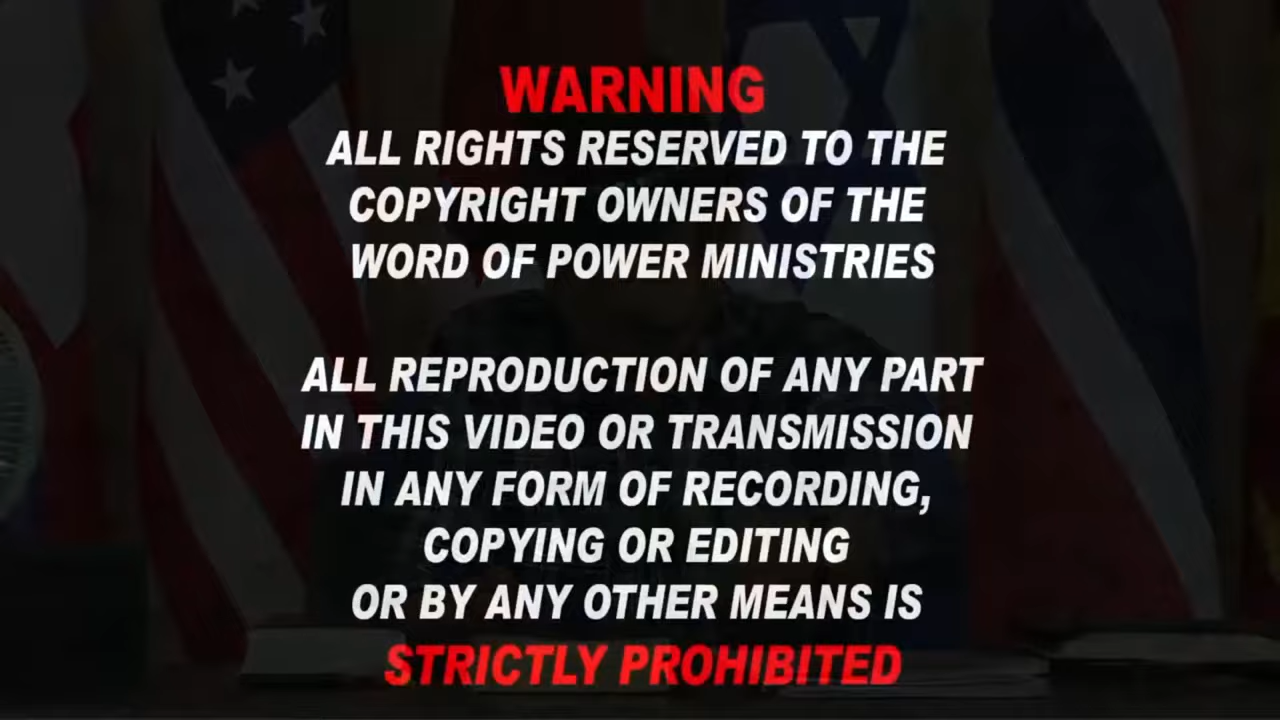 WARNING
ALL RIGHTS RESERVED TO THE
COPYRIGHT OWNERS OF THE
WORD OF POWER MINISTRIES
ALL REPRODUCTION OF ANY PART
IN THIS VIDEO OR TRANSMISSION
IN ANY FORM OF RECORDING,
COPYING OR EDITING
OR BY ANY OTHER MEANS IS
STRICTLY PROHIBITED